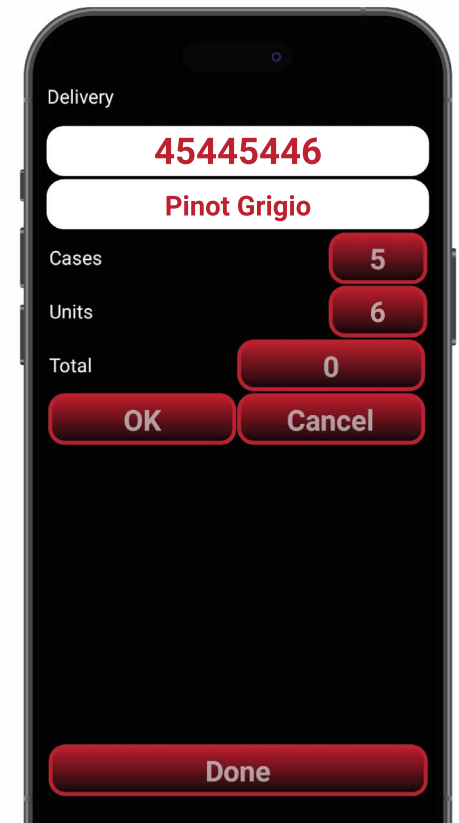 Delivery
45445446
Pinot Grigio
Cases 5
Units 6
Total 0
OK Cancel
Done